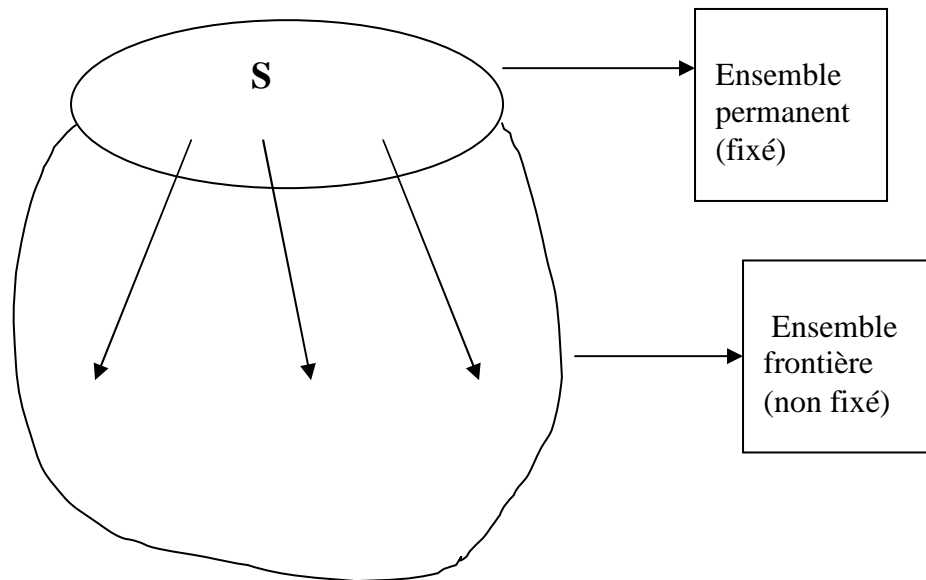 S
Ensemble
permanent
(fixé)
Ensemble
frontière
(non fixé)